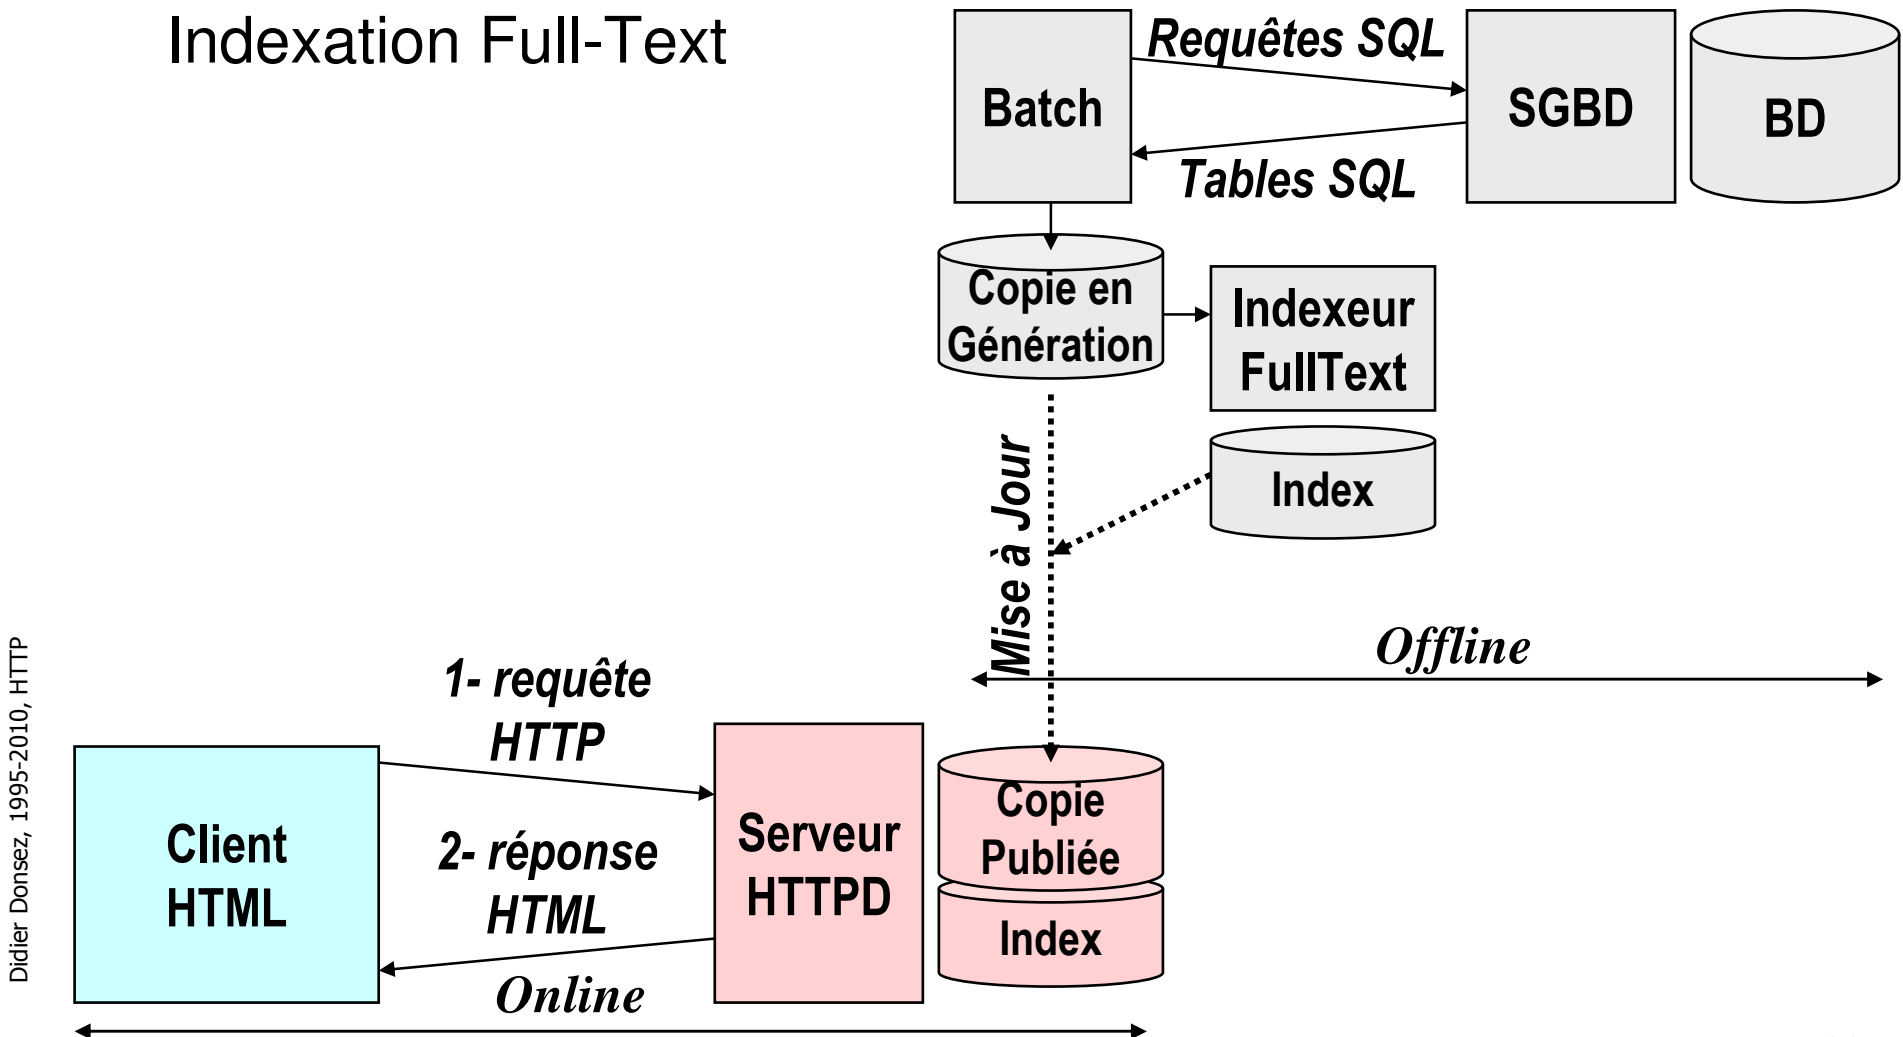 Indexation Full-Text
Requêtes SQL
Batch
SGBD
BD
Tables SQL
Copie en
Génération
Indexeur
FullText
Index
Mise à Jour
Offline
1- requête
HTTP
Client
HTML
2- réponse
HTML
Serveur
HTTPD
Copie
Publiée
Index
Online
Didier Donsez, 1995-2010, HTTP